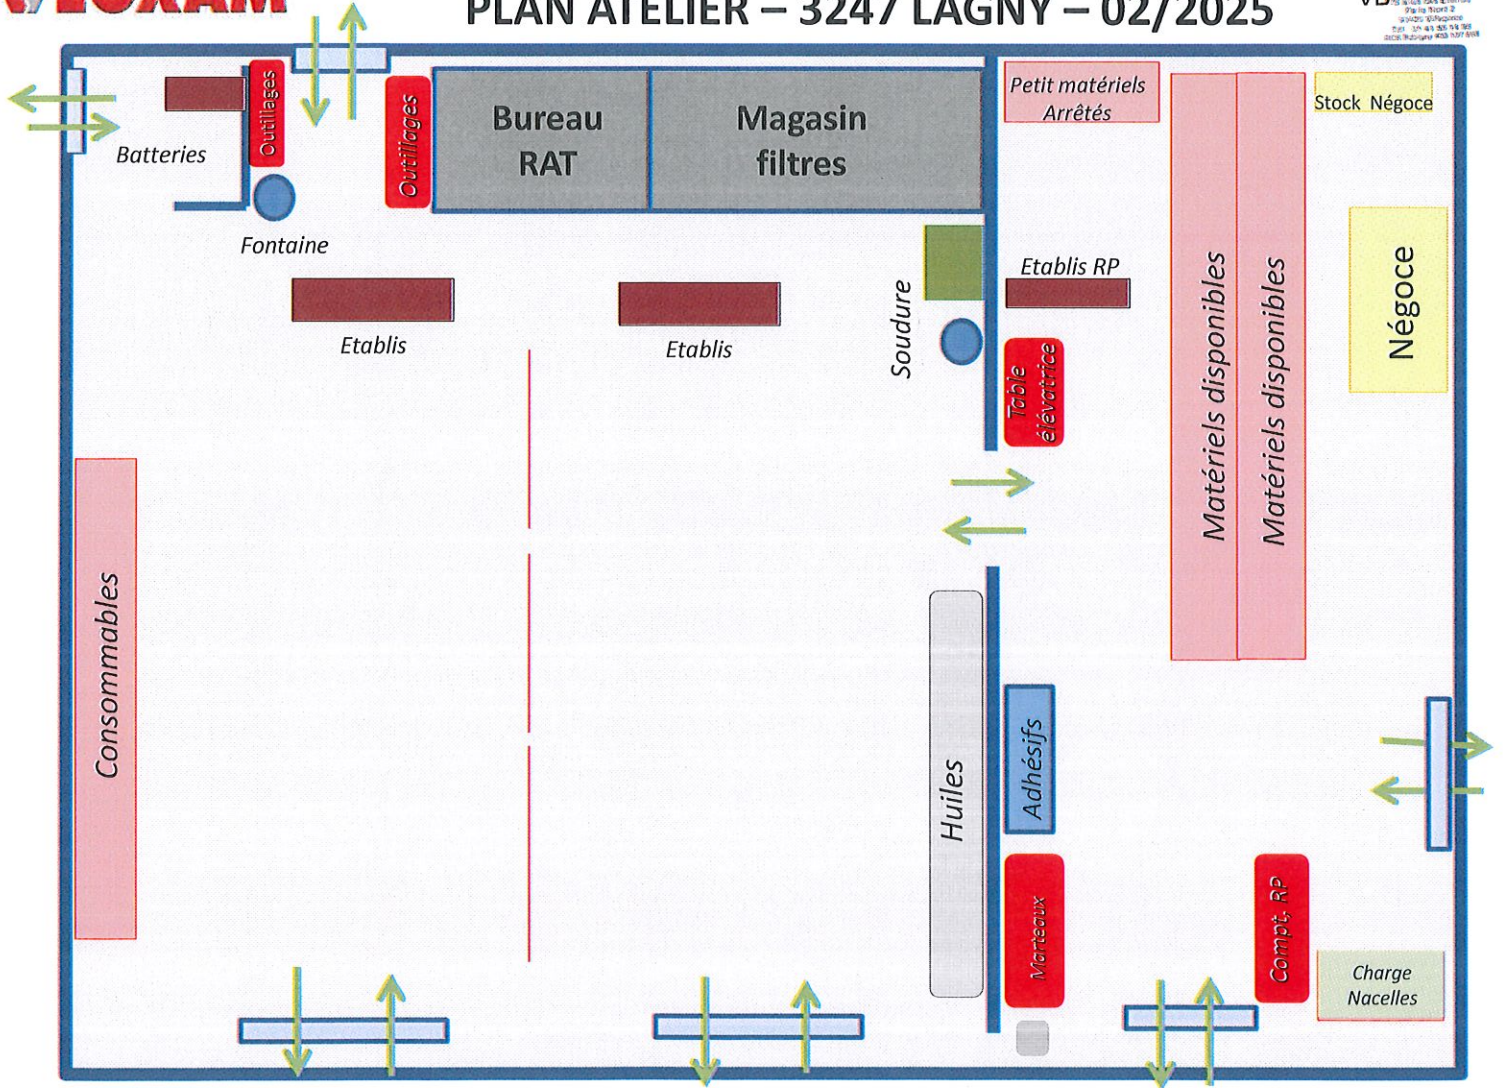 LOXAM
PLAN ATELIER – 3247 LAGNY – 02/2025
Batteries
Outillages
Outillages
Bureau
RAT
Magasin
filtres
Petit matériels
Arrêtés
Stock Négoce
Fontaine
Etablis
Etablis
Soudure
Etablis RP
Table
élévatrice
Matériels disponibles
Matériels disponibles
Négoce
Consommables
Huiles
Adhésifs
Marteaux
Compt, RP
Charge
Nacelles